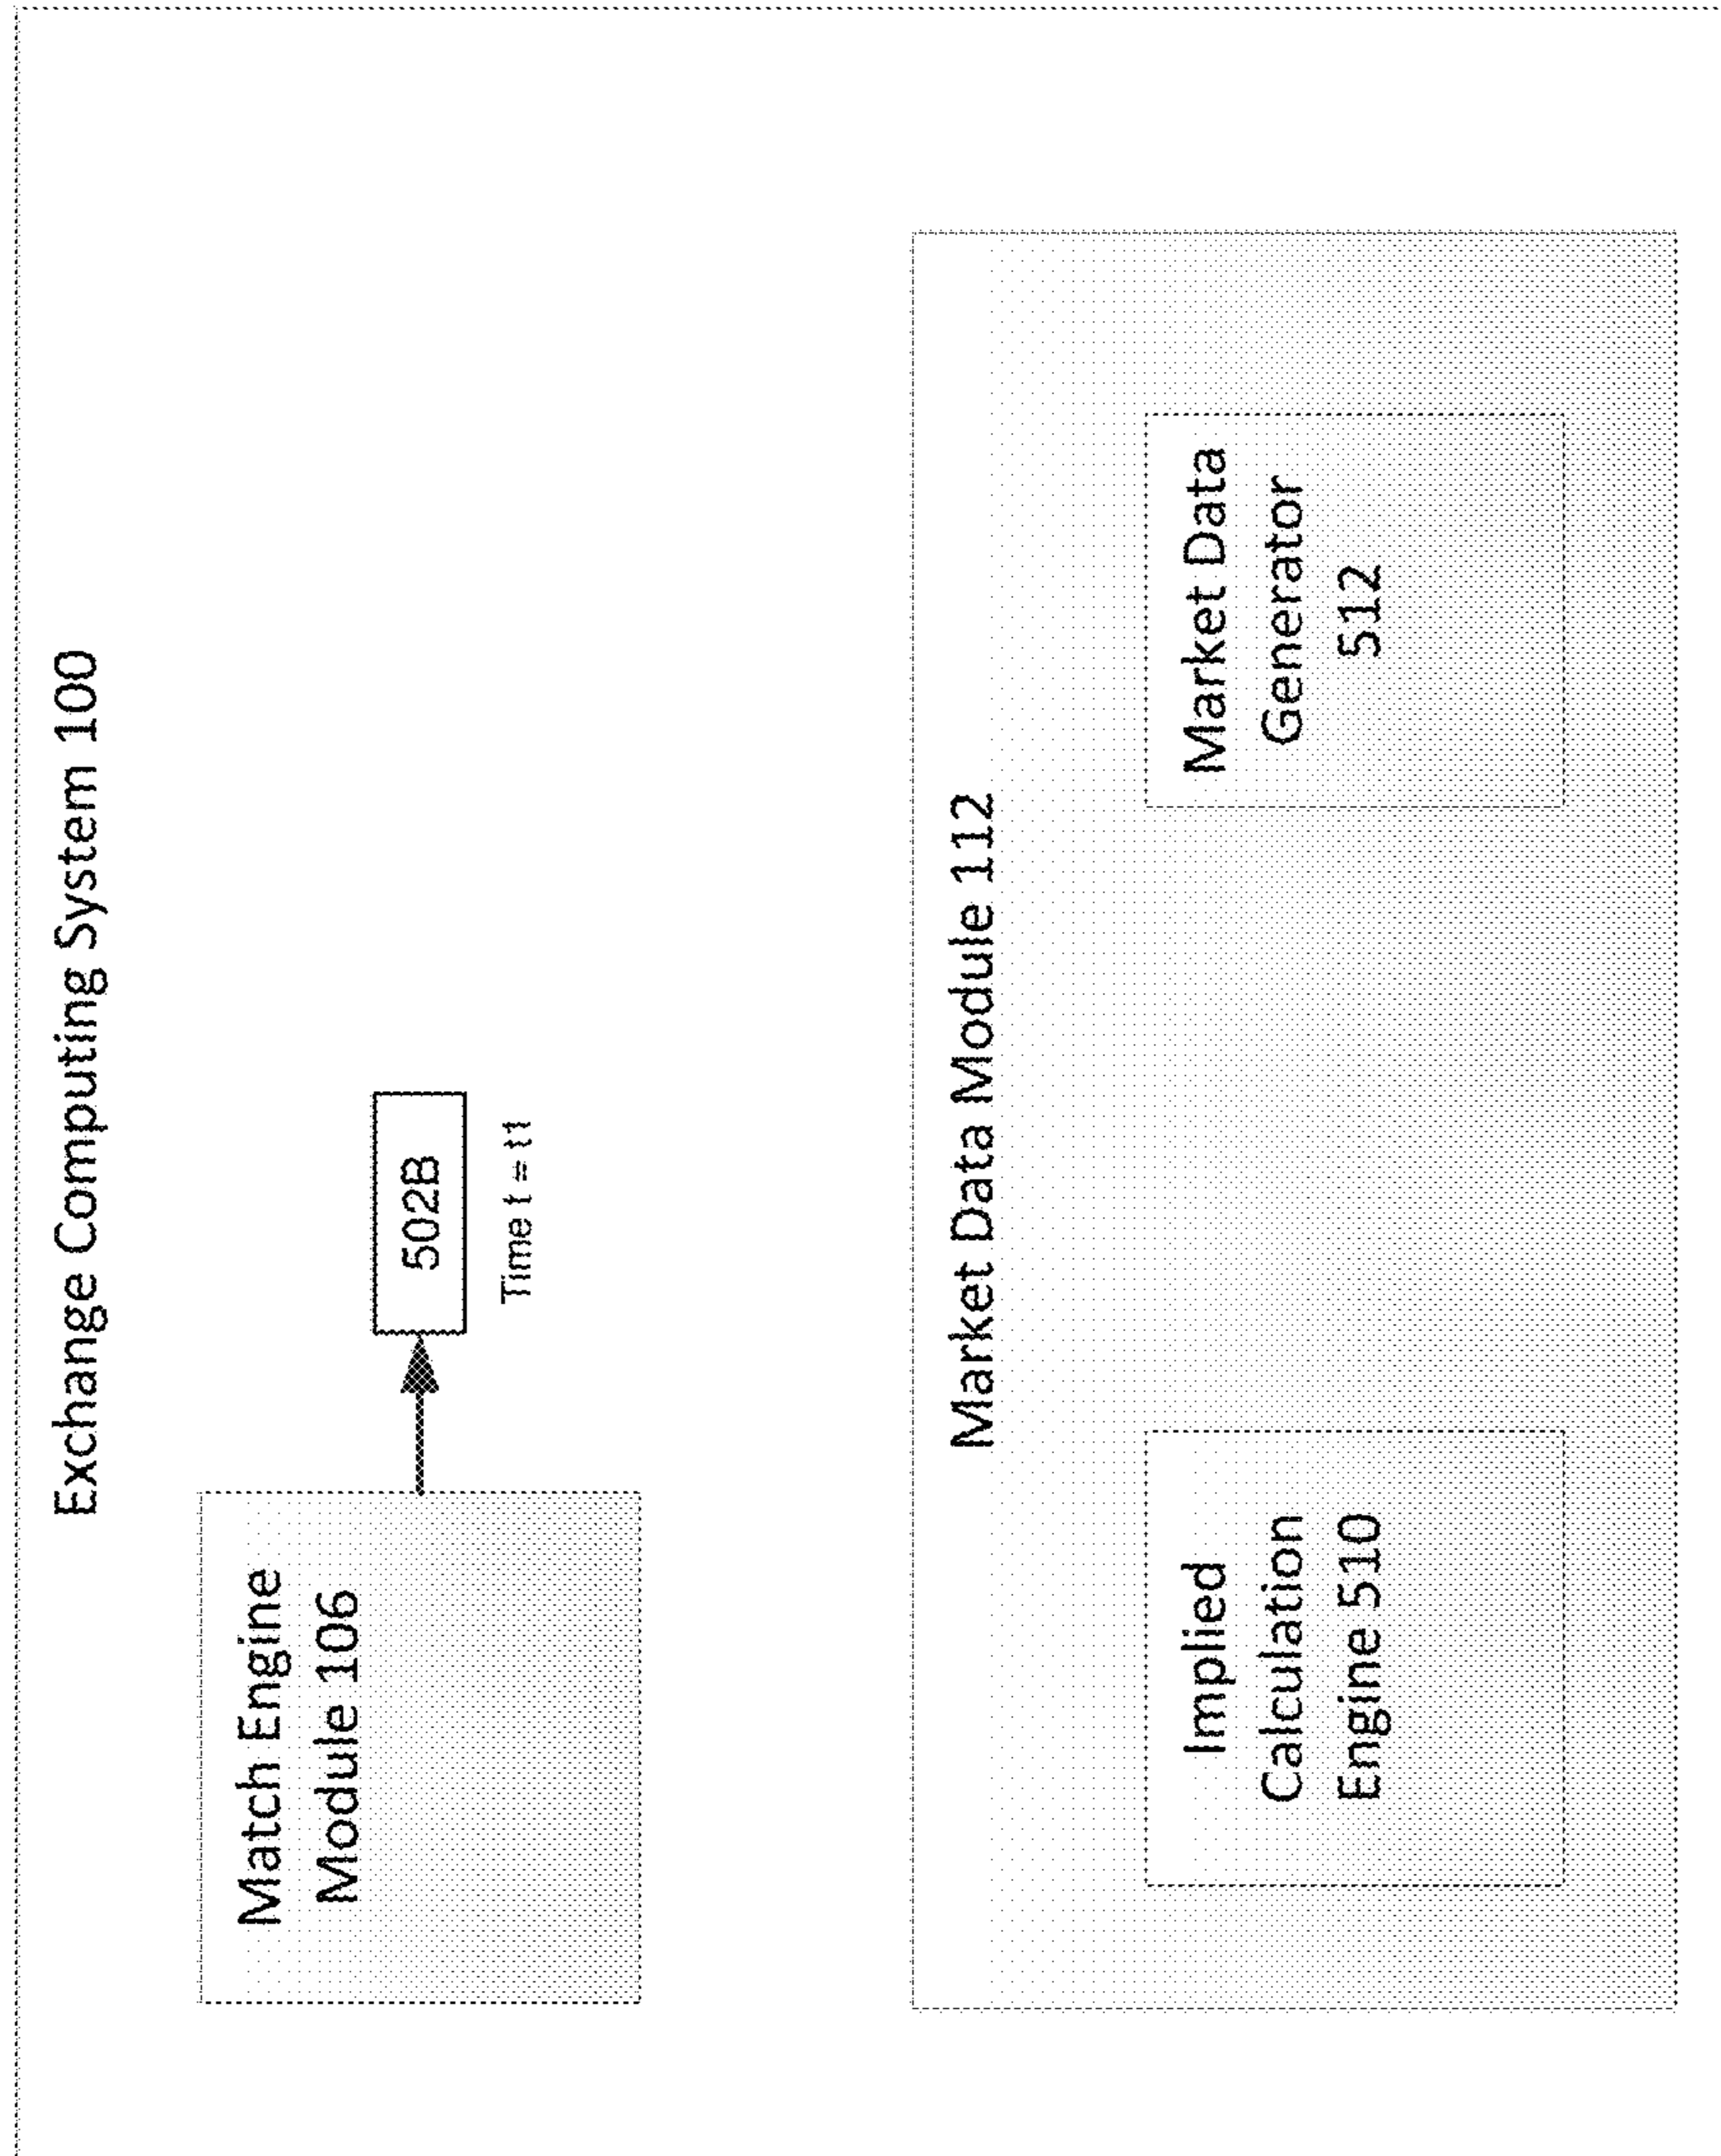 Exchange Computing System 100
Match Engine
Module 106
502B
Time t = t1
Market Data Module 112
Implied
Calculation
Engine 510
Market Data
Generator
512